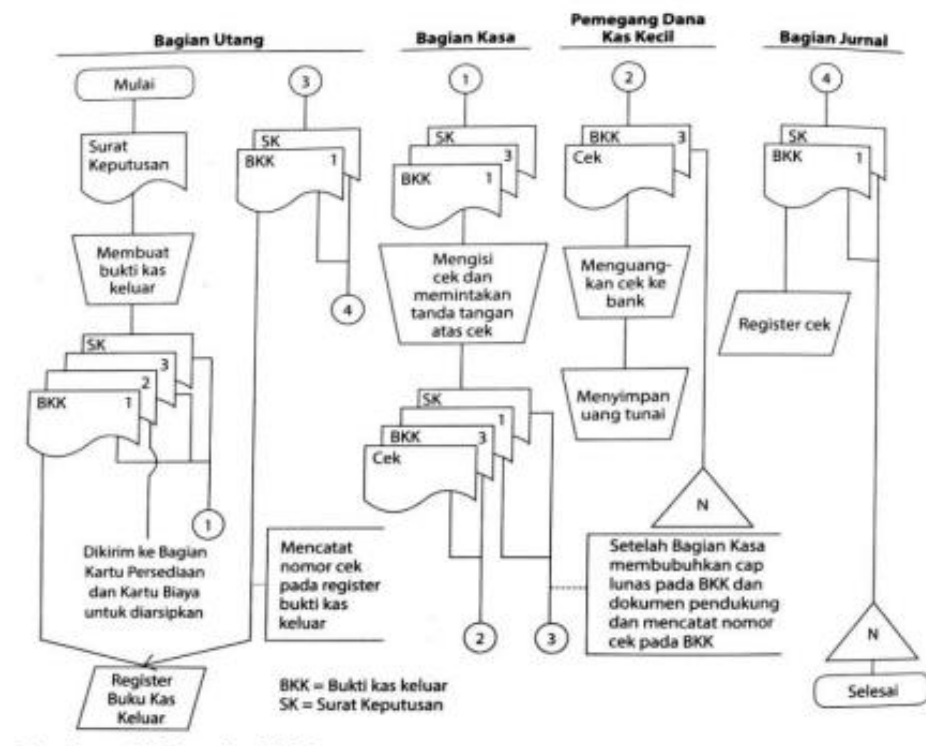 Bagian Utang
Bagian Kasa
Pemegang Dana
Kas Kecil
Bagian Jurnal
Mulai
Surat
Keputusan
Membuat
bukti kas
keluar
SK
3
2
BKK 1
1
Dikirim ke Bagian
Kartu Persediaan
dan Kartu Biaya
untuk diarsipkan
Register
Buku Kas
Keluar
3
SK
BKK 1
4
Mencatat
nomor cek
pada register
bukti kas
keluar
BKK = Bukti kas keluar
SK = Surat Keputusan
1
SK
3
BKK 1
Mengisi
cek dan
memintakan
tanda tangan
atas cek
SK
1
BKK 3
Cek
2
3
Setelah Bagian Kasa
membubuhkan cap
lunas pada BKK dan
dokumen pendukung
dan mencatat nomor
cek pada BKK
2
BKK 3
Cek
Menguang-
kan cek ke
bank
Menyimpan
uang tunai
N
4
SK
BKK 1
Register cek
N
Selesai